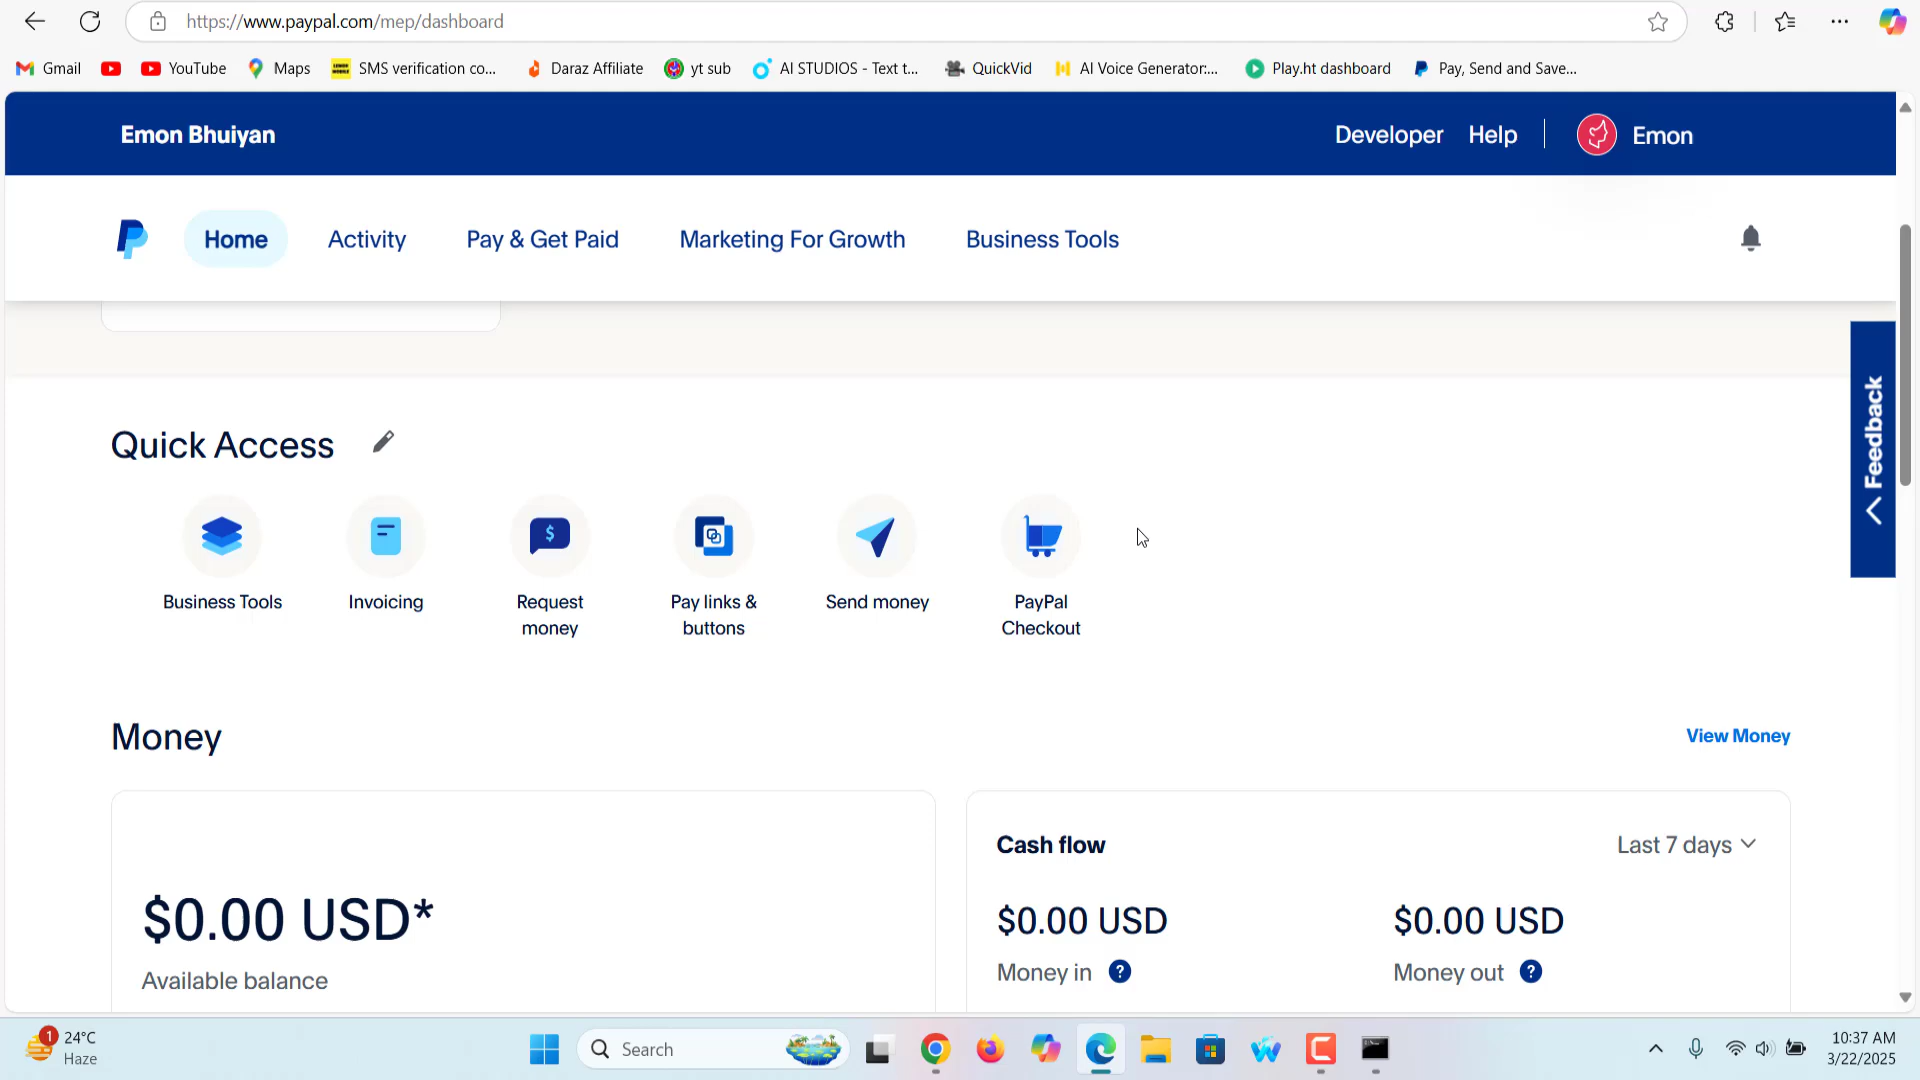 https://www.paypal.com/mep/dashboard
Gmail YouTube Maps SMS verification co... Daraz Affiliate yt sub AI STUDIOS - Text t... QuickVid AI Voice Generator:... Play.ht dashboard Pay, Send and Save...
Emon Bhuiyan Developer Help Emon
Home Activity Pay & Get Paid Marketing For Growth Business Tools
Feedback
Quick Access
Business Tools Invoicing Request money Pay links & buttons Send money PayPal Checkout
Money View Money
Cash flow Last 7 days
$0.00 USD*
Available balance
$0.00 USD $0.00 USD
Money in ? Money out ?
1 24°C
Haze
Search
10:37 AM
3/22/2025